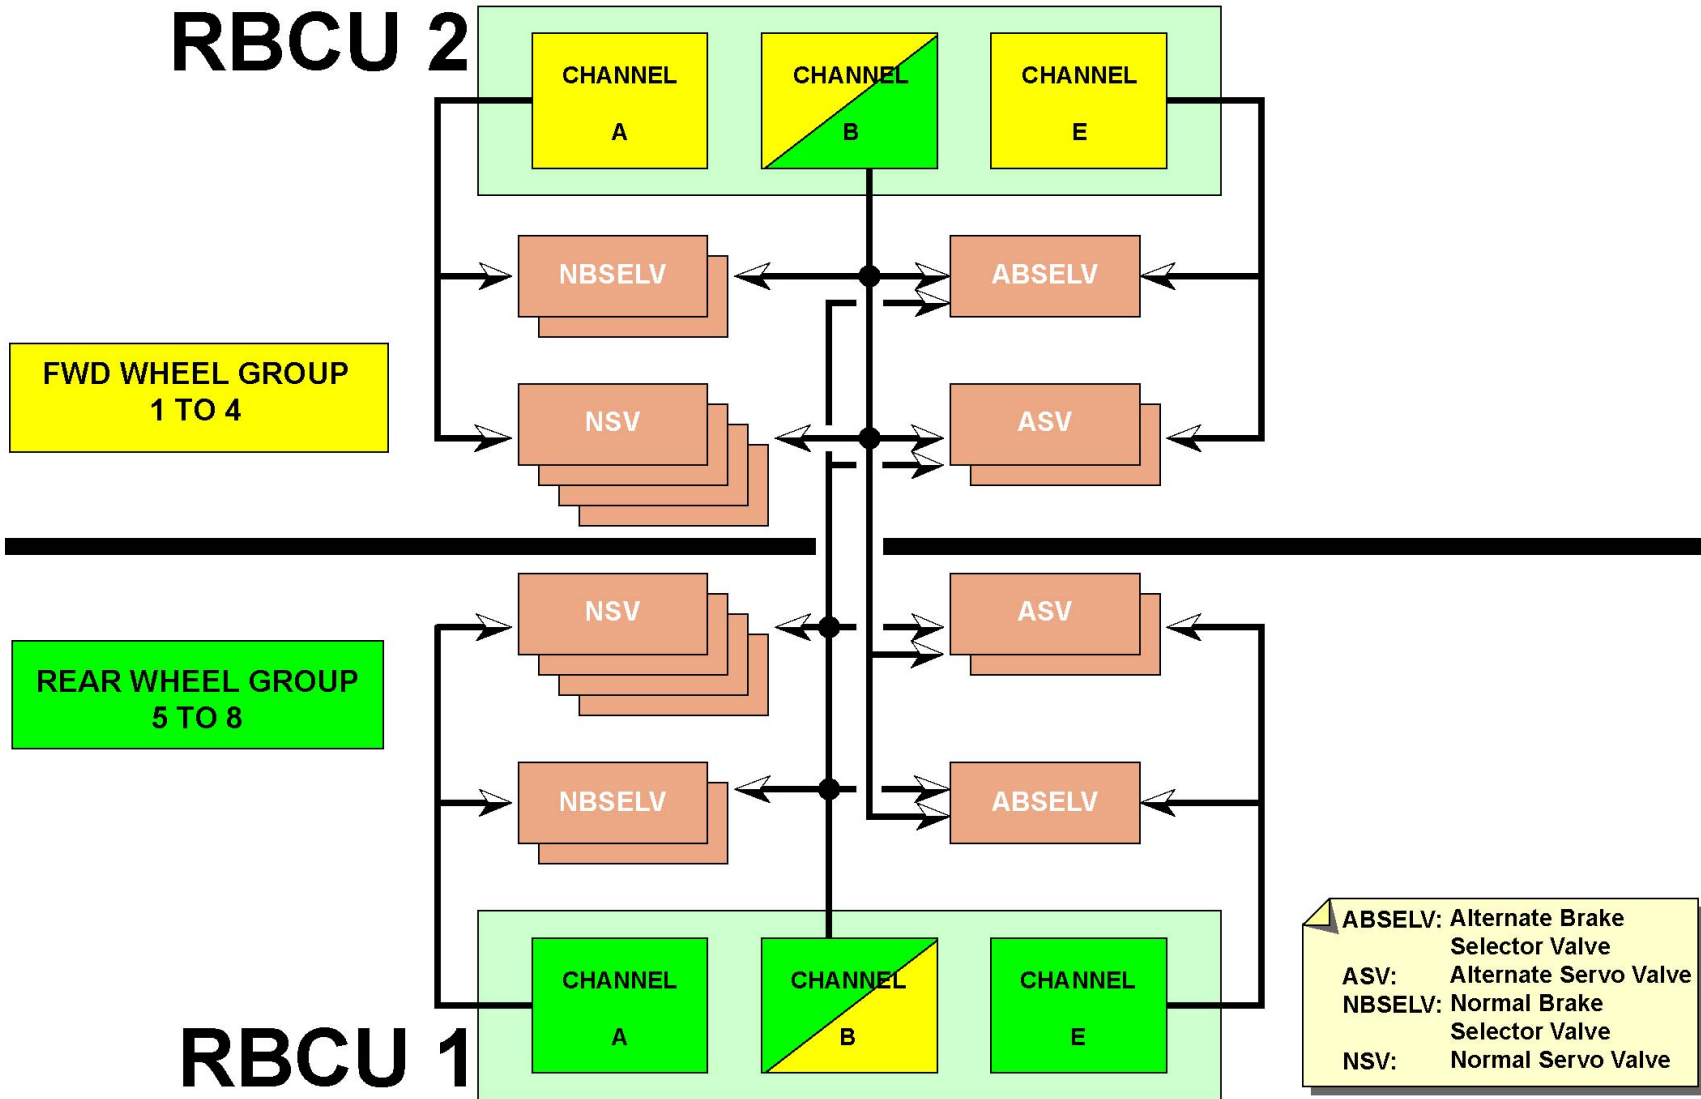 RBCU 2
CHANNEL
A
CHANNEL
B
CHANNEL
E
NBSELV
ABSELV
FWD WHEEL GROUP
1 TO 4
NSV
ASV
NSV
ASV
REAR WHEEL GROUP
5 TO 8
NBSELV
ABSELV
RBCU 1
CHANNEL
A
CHANNEL
B
CHANNEL
E
ABSELV: Alternate Brake
Selector Valve
ASV: Alternate Servo Valve
NBSELV: Normal Brake
Selector Valve
NSV: Normal Servo Valve